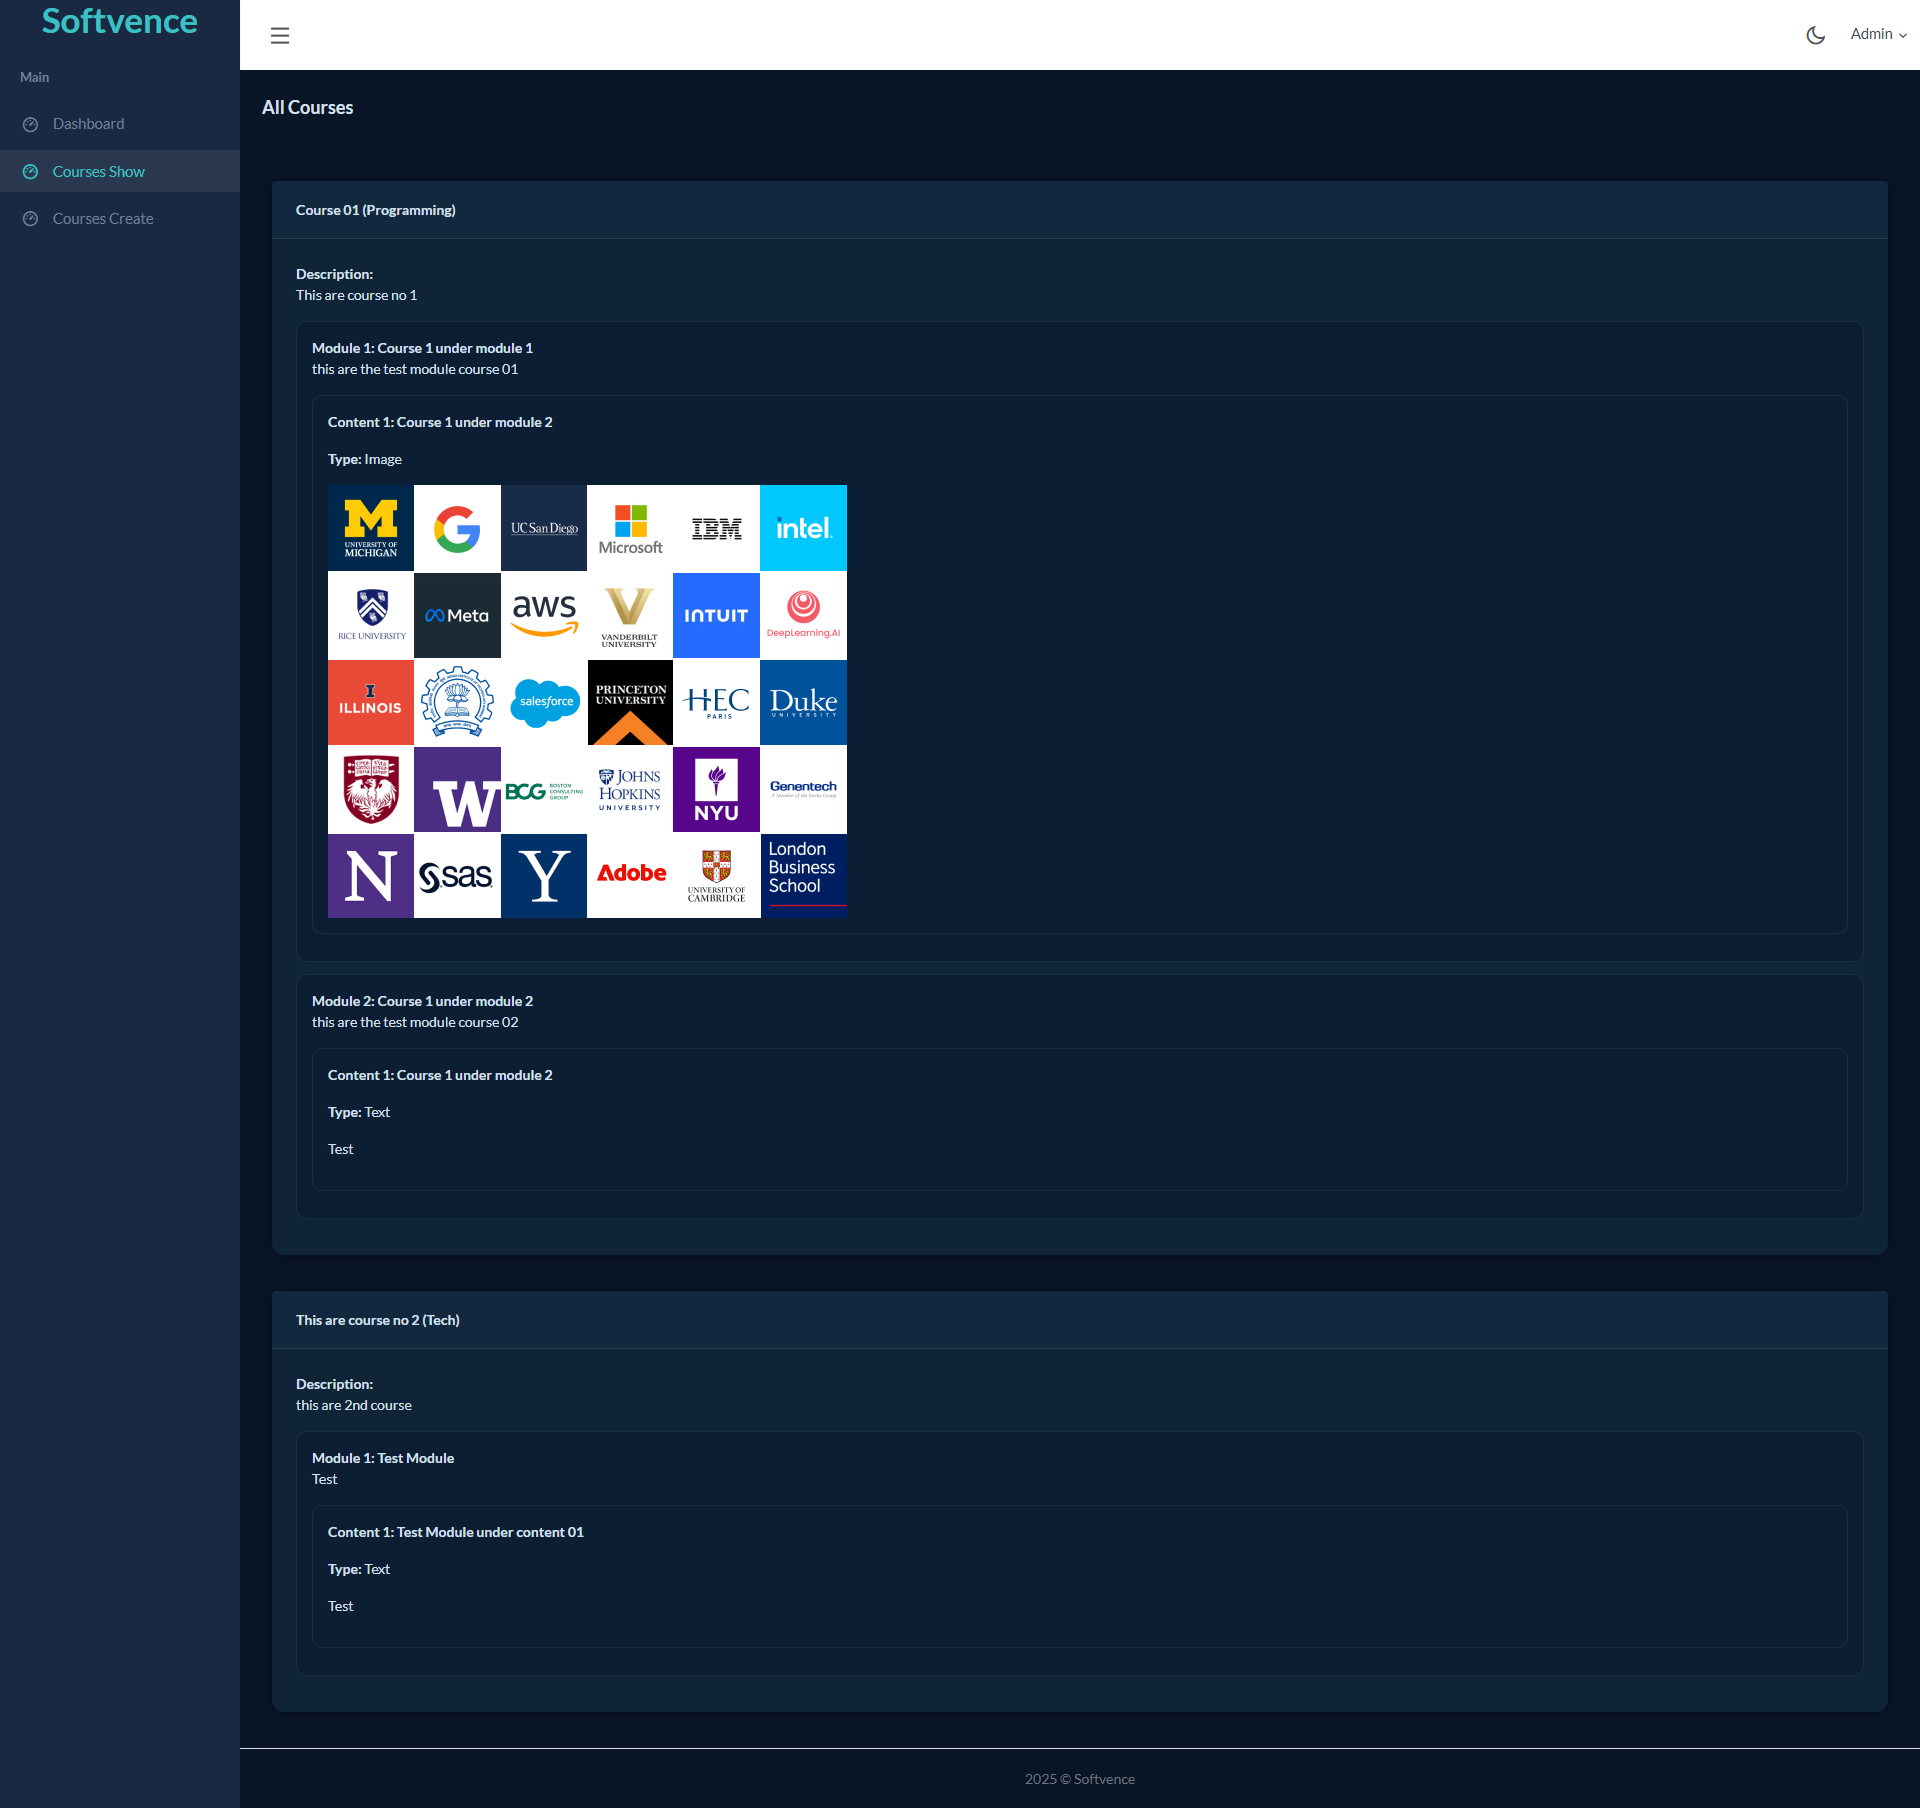 Softvence
Main
Dashboard
Courses Show
Courses Create
Admin
All Courses
Course 01 (Programming)
Description:
This are course no 1
Module 1: Course 1 under module 1
this are the test module course 01
Content 1: Course 1 under module 2
Type: Image
M
UNIVERSITY OF
MICHIGAN
G
UC San Diego
Microsoft
IBM
intel.
RICE UNIVERSITY
Meta
aws
V
VANDERBILT
UNIVERSITY
INTUIT
DeepLearning.AI
I
ILLINOIS
salesforce
PRINCETON
UNIVERSITY
HEC
PARIS
Duke
UNIVERSITY
W
BCG
BOSTON
CONSULTING
GROUP
JOHNS
HOPKINS
UNIVERSITY
NYU
Genentech
A Member of the Roche Group
N
sas
Y
Adobe
UNIVERSITY OF
CAMBRIDGE
London
Business
School
Module 2: Course 1 under module 2
this are the test module course 02
Content 1: Course 1 under module 2
Type: Text
Test
This are course no 2 (Tech)
Description:
this are 2nd course
Module 1: Test Module
Test
Content 1: Test Module under content 01
Type: Text
Test
2025 © Softvence